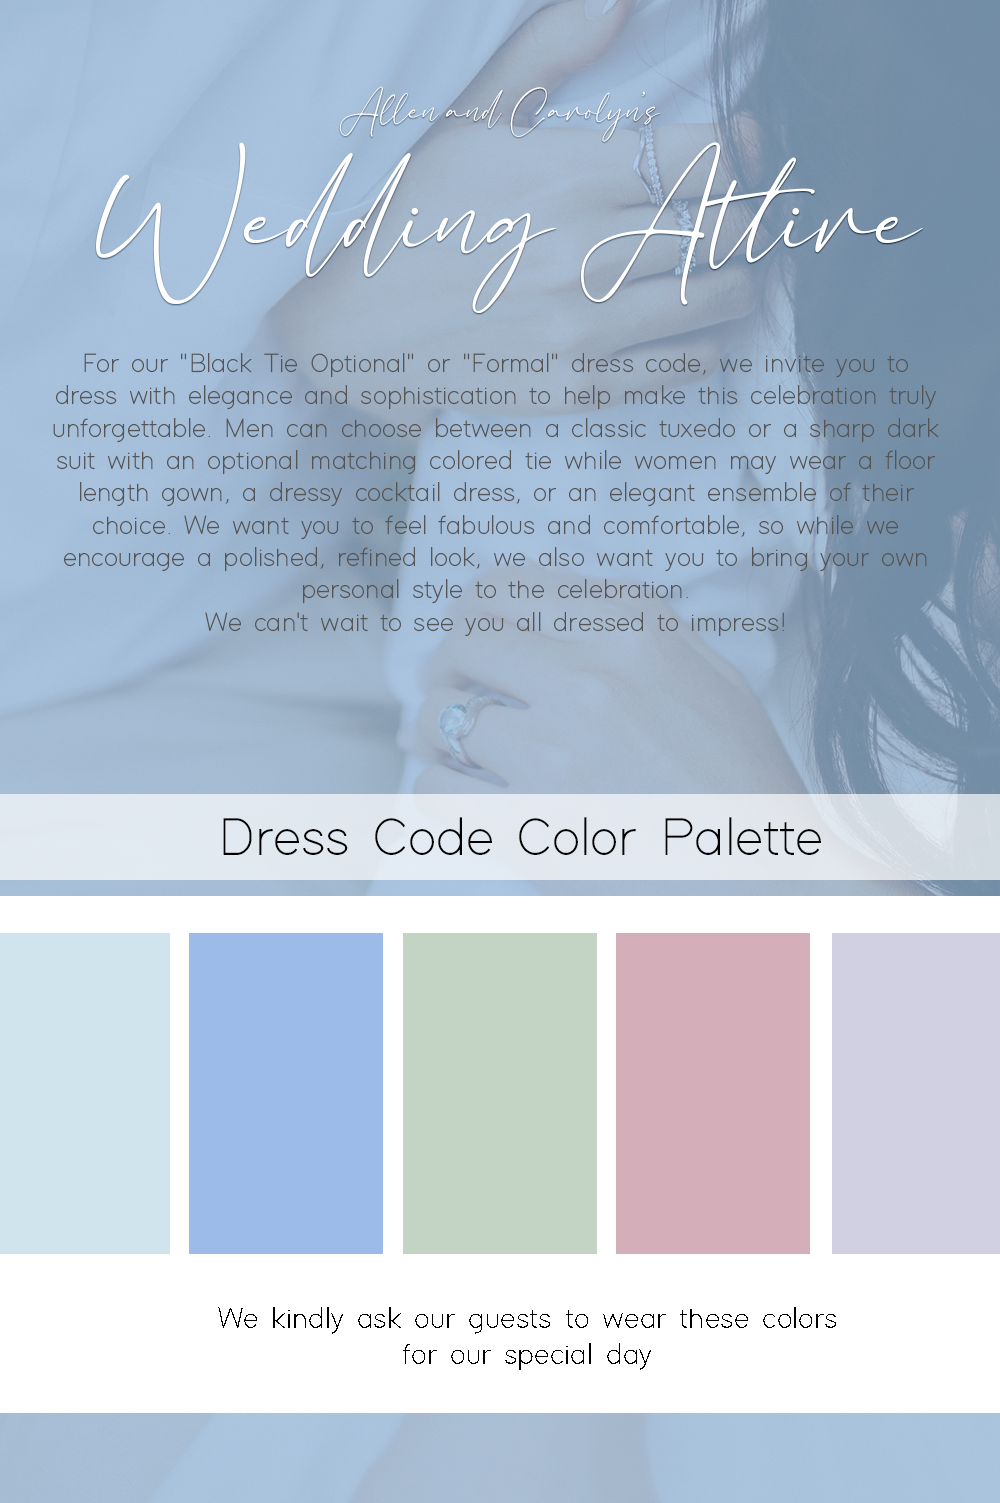 Allen and Carolyn's
Wedding Attire
For our "Black Tie Optional" or "Formal" dress code, we invite you to
dress with elegance and sophistication to help make this celebration truly
unforgettable. Men can choose between a classic tuxedo or a sharp dark
suit with an optional matching colored tie while women may wear a floor
length gown, a dressy cocktail dress, or an elegant ensemble of their
choice. We want you to feel fabulous and comfortable, so while we
encourage a polished, refined look, we also want you to bring your own
personal style to the celebration.
We can't wait to see you all dressed to impress!
Dress Code Color Palette
We kindly ask our guests to wear these colors
for our special day